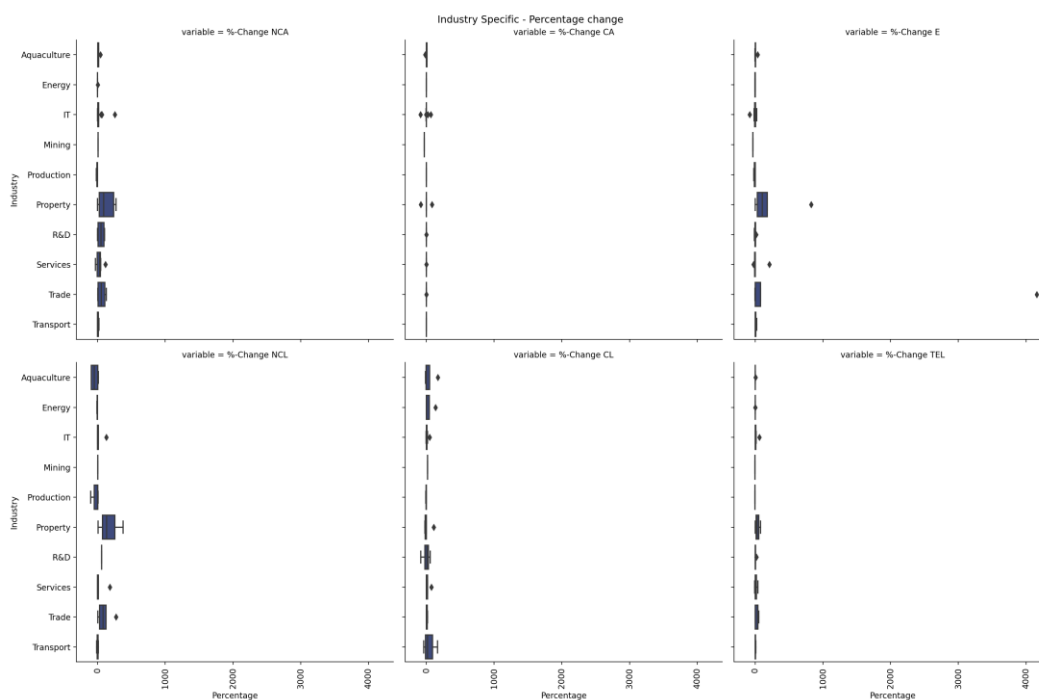 Industry Specific - Percentage change
variable = %-Change NCA
variable = %-Change CA
variable = %-Change E
Industry
Aquaculture
Energy
IT
Mining
Production
Property
R&D
Services
Trade
Transport
variable = %-Change NCL
variable = %-Change CL
variable = %-Change TEL
Industry
Aquaculture
Energy
IT
Mining
Production
Property
R&D
Services
Trade
Transport
0 1000 2000 3000 4000
0 1000 2000 3000 4000
0 1000 2000 3000 4000
Percentage
Percentage
Percentage